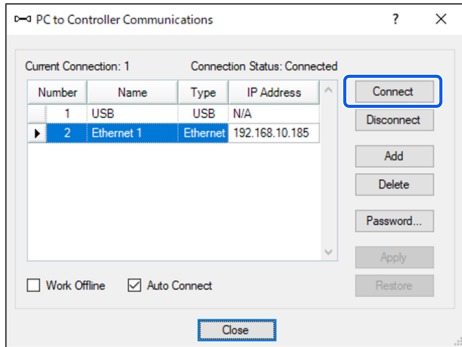 PC to Controller Communications ? ×
Current Connection: 1 Connection Status: Connected
Number Name Type IP Address
1 USB USB N/A
2 Ethernet 1 Ethernet 192.168.10.185
Connect
Disconnect
Add
Delete
Password...
Apply
Restore
Work Offline Auto Connect
Close